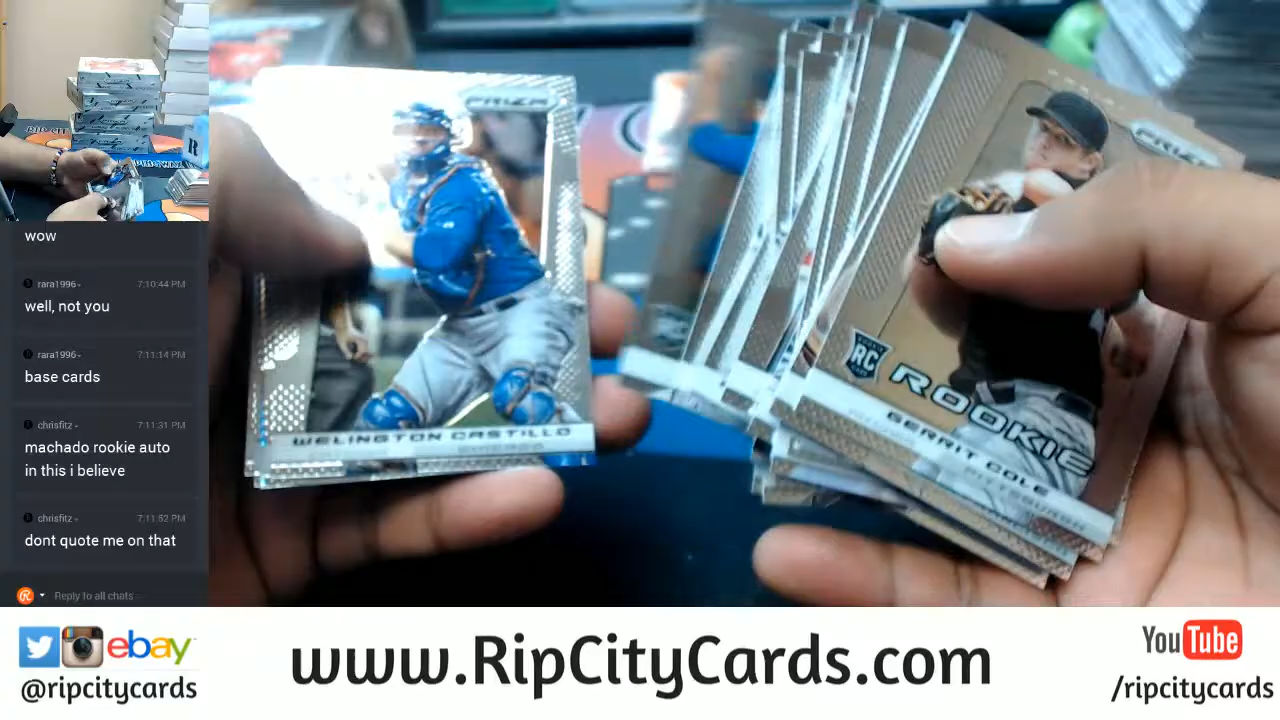 wow
rara1996
7:10:44 PM
well, not you
rara1996
7:11:14 PM
base cards
chrisfitz
7:11:31 PM
machado rookie auto
in this i believe
chrisfitz
7:11:52 PM
dont quote me on that
Reply to all chats
PRIZM
WELINGTON CASTILLO
PRIZM
RC
ROOKIE
GERRIT COLE
PITTSBURGH
ebay
@ripcitycards
www.RipCityCards.com
YouTube
/ripcitycards